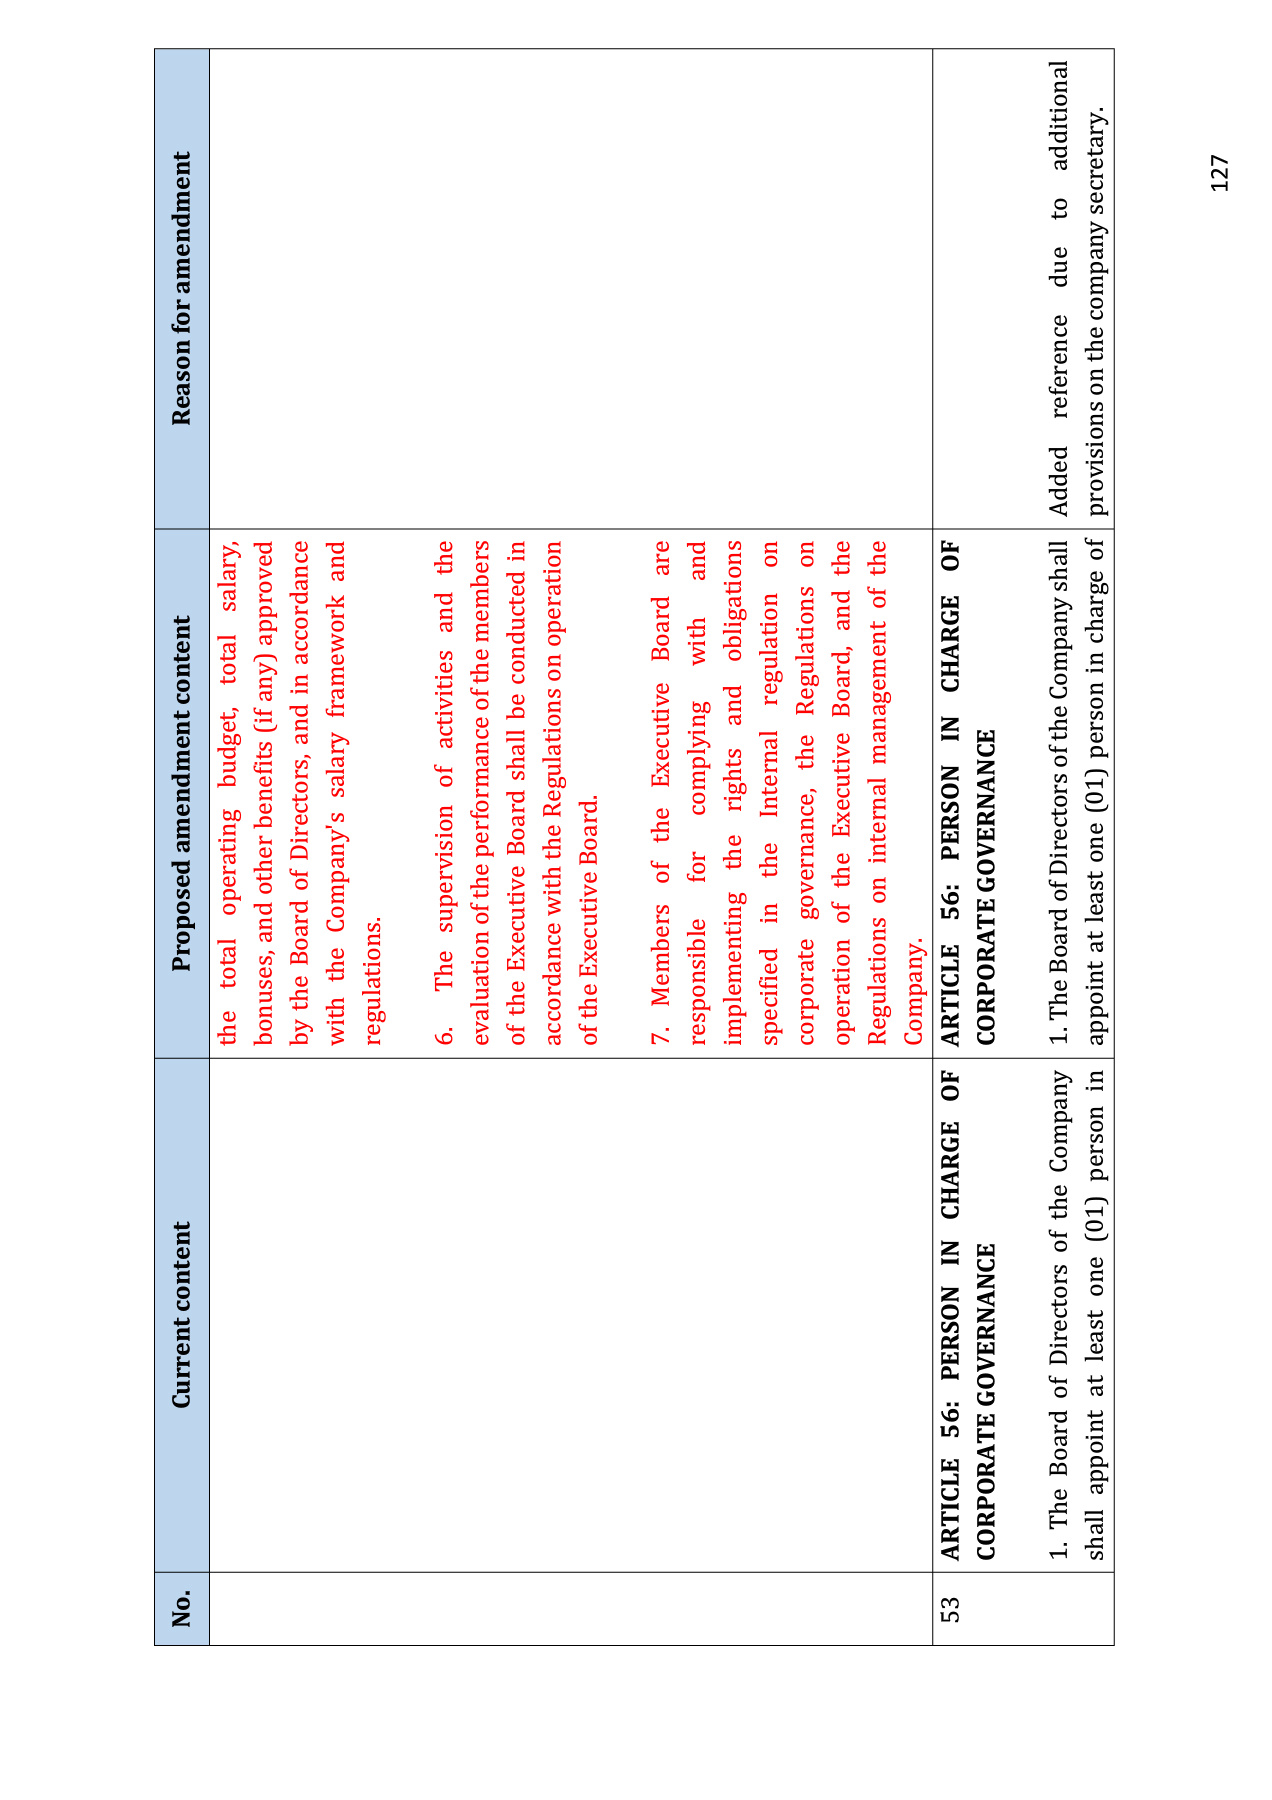 No.
Current content
Proposed amendment content
Reason for amendment
the total operating budget, total salary,
bonuses, and other benefits (if any) approved
by the Board of Directors, and in accordance
with the Company's salary framework and
regulations.
6. The supervision of activities and the
evaluation of the performance of the members
of the Executive Board shall be conducted in
accordance with the Regulations on operation
of the Executive Board.
7. Members of the Executive Board are
responsible for complying with and
implementing the rights and obligations
specified in the Internal regulation on
corporate governance, the Regulations on
operation of the Executive Board, and the
Regulations on internal management of the
Company.
53
ARTICLE 56: PERSON IN CHARGE OF
CORPORATE GOVERNANCE
1. The Board of Directors of the Company
shall appoint at least one (01) person in
ARTICLE 56: PERSON IN CHARGE OF
CORPORATE GOVERNANCE
1. The Board of Directors of the Company shall
appoint at least one (01) person in charge of
Added reference due to additional
provisions on the company secretary.
127